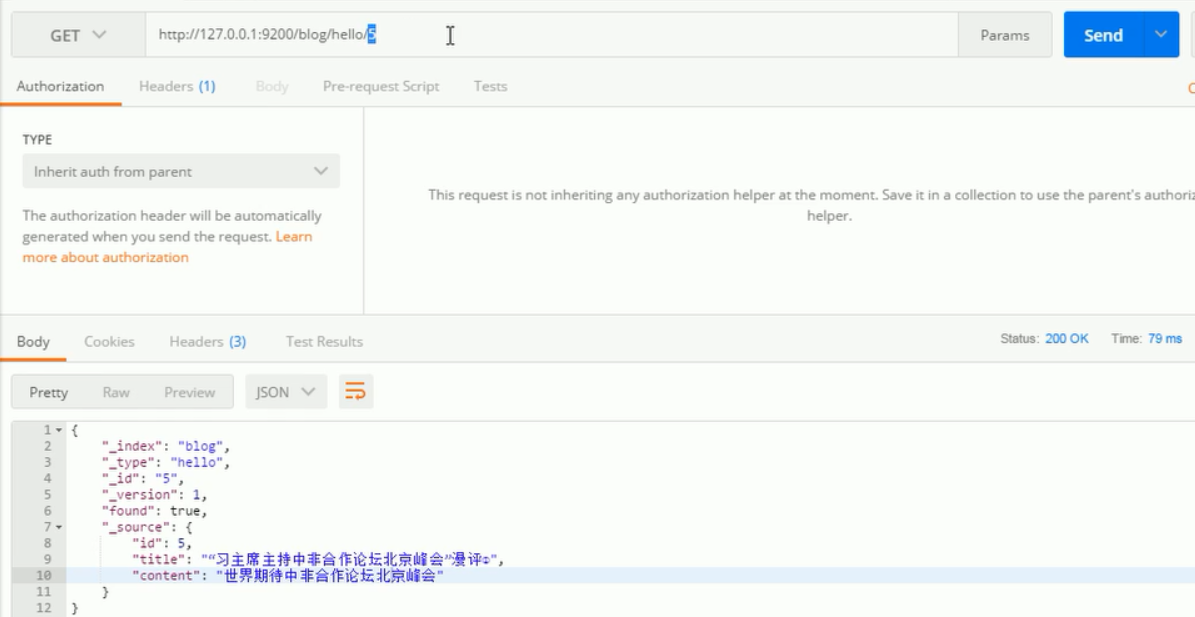 GET
http://127.0.0.1:9200/blog/hello/5
Params
Send
Authorization
Headers (1)
Body
Pre-request Script
Tests
TYPE
Inherit auth from parent
The authorization header will be automatically
generated when you send the request. Learn
more about authorization
This request is not inheriting any authorization helper at the moment. Save it in a collection to use the parent's
helper.
Body
Cookies
Headers (3)
Test Results
Status: 200 OK
Time: 79 ms
Pretty
Raw
Preview
JSON
1 {
2 "_index": "blog",
3 "_type": "hello",
4 "_id": "5",
5 "_version": 1,
6 "found": true,
7 "_source": {
8 "id": 5,
9 "title": "“习主席主持中非合作论坛北京峰会”漫评",
10 "content": "世界期待中非合作论坛北京峰会"
11 }
12 }